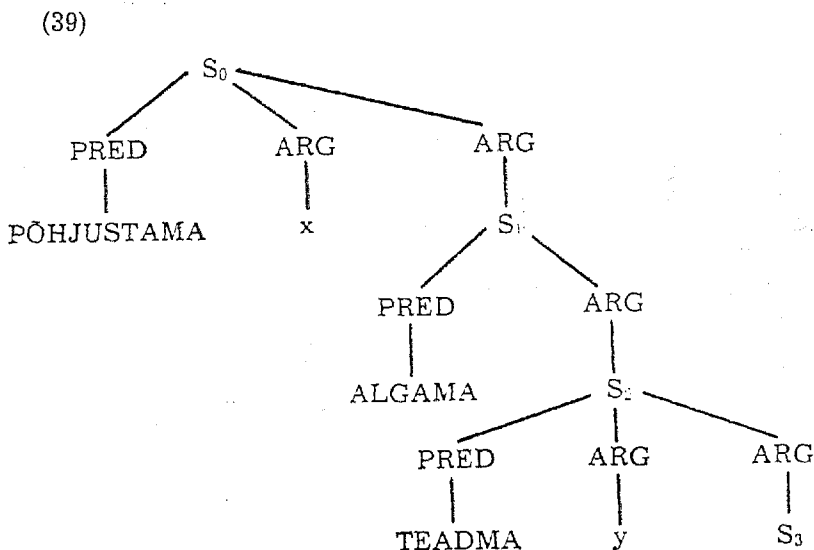 (39)
S₀
PRED ARG ARG
PÕHJUSTAMA x S₁
PRED ARG
ALGAMA S₂
PRED ARG ARG
TEADMA y S₃